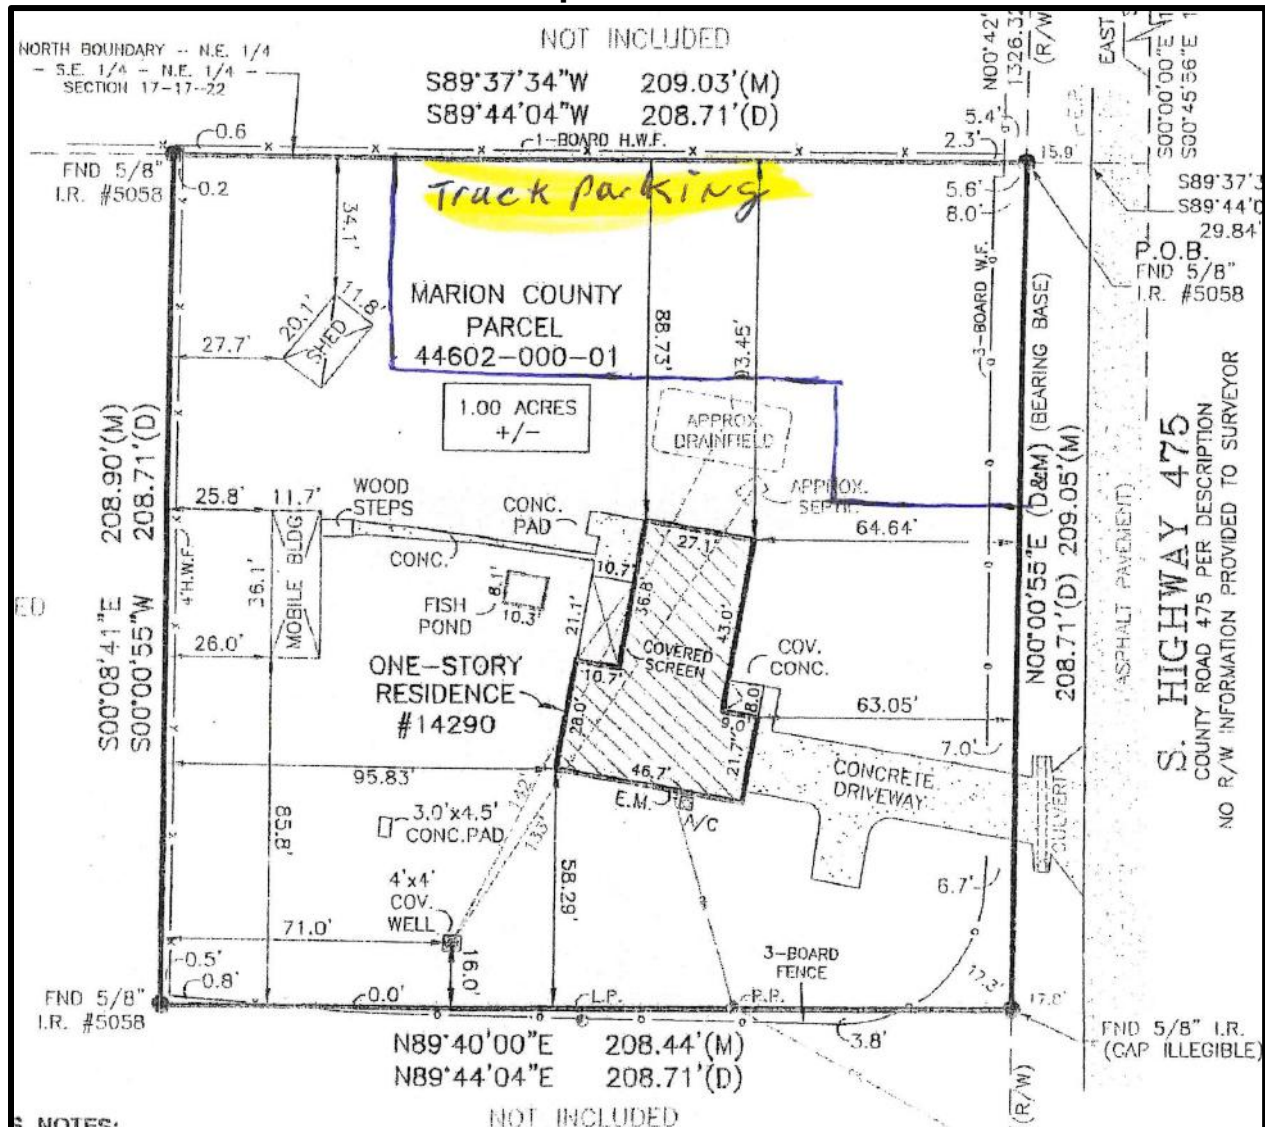 NOT INCLUDED
NORTH BOUNDARY -- N.E. 1/4
- S.E. 1/4 - N.E. 1/4 -
SECTION 17-17--22
S89°37'34"W 209.03'(M)
S89°44'04"W 208.71'(D)
1-BOARD H.W.F.
0.6
FND 5/8"
I.R. #5058
0.2
34.1'
Truck parking
N00°42'
1326.32
(R/W)
EAST
S00°00'00"E 1
S00°45'56"E 1
5.4'
2.3'
15.9'
5.6'
8.0'
S89°37'3
S89°44'0
29.84'
P.O.B.
FND 5/8"
I.R. #5058
MARION COUNTY
PARCEL
44602-000-01
1.00 ACRES
+/-
20.1'
11.8'
SHED
27.7'
88.73'
93.45'
3-BOARD W.F.
APPROX.
DRAINFIELD
APPROX.
SEPTIC
208.90'(M)
208.71'(D)
S00°08'41"E
S00°00'55"W
4'H.W.F.
25.8'
11.7'
WOOD
STEPS
CONC.
PAD
CONC.
MOBILE BLDG
36.1'
26.0'
8.1'
10.3'
FISH
POND
10.7'
21.1'
36.8'
27.1'
43.0'
64.64'
COVERED
SCREEN
10.7'
COV.
CONC.
8.0'
9.0'
ONE-STORY
RESIDENCE
#14290
28.0'
21.7'
63.05'
7.0'
CONCRETE
DRIVEWAY
CULVERT
N00°00'55"E (D&M) (BEARING BASE)
208.71'(D) 209.05'(M)
ASPHALT PAVEMENT)
S. HIGHWAY 475
COUNTY ROAD 475 PER DESCRIPTION
NO R/W INFORMATION PROVIDED TO SURVEYOR
95.83'
46.7'
E.M.
A/C
142'
133'
3.0'x4.5'
CONC.PAD
85.8'
58.29'
4'x4'
COV.
WELL
71.0'
16.0'
6.7'
3-BOARD
FENCE
0.5'
0.8'
0.0'
L.P.
P.P.
17.8'
3.8'
FND 5/8"
I.R. #5058
FND 5/8" I.R.
(CAP ILLEGIBLE)
N89°40'00"E 208.44'(M)
N89°44'04"E 208.71'(D)
(R/W)
NOT INCLUDED
NOTES: